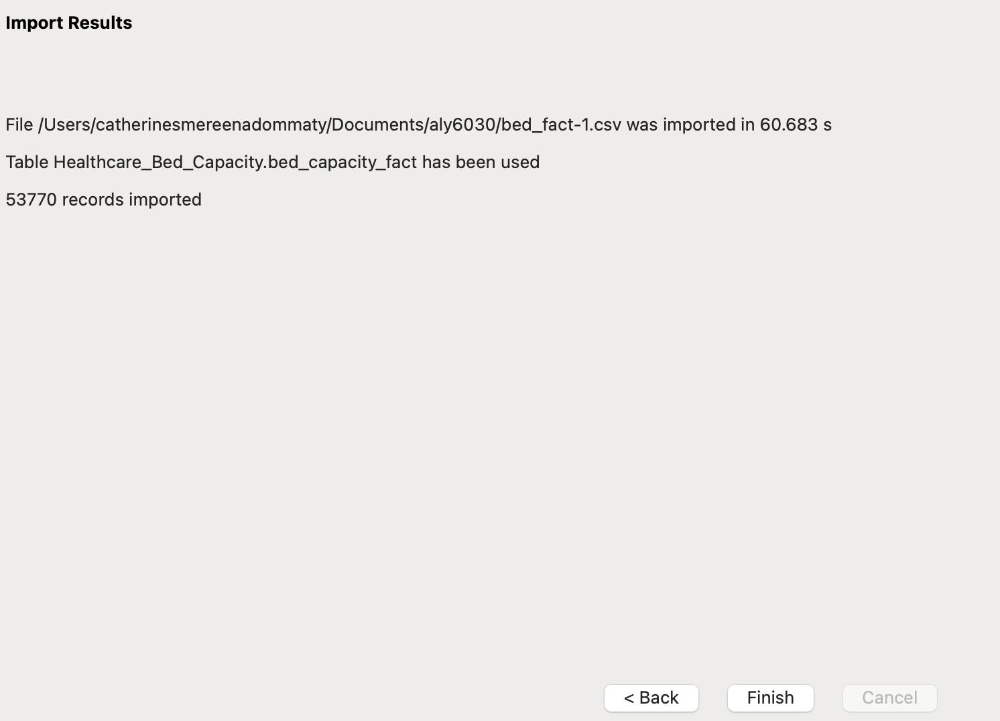 Import Results
File /Users/catherinesmereenadommaty/Documents/aly6030/bed_fact-1.csv was imported in 60.683 s
Table Healthcare_Bed_Capacity.bed_capacity_fact has been used
53770 records imported
< Back Finish Cancel